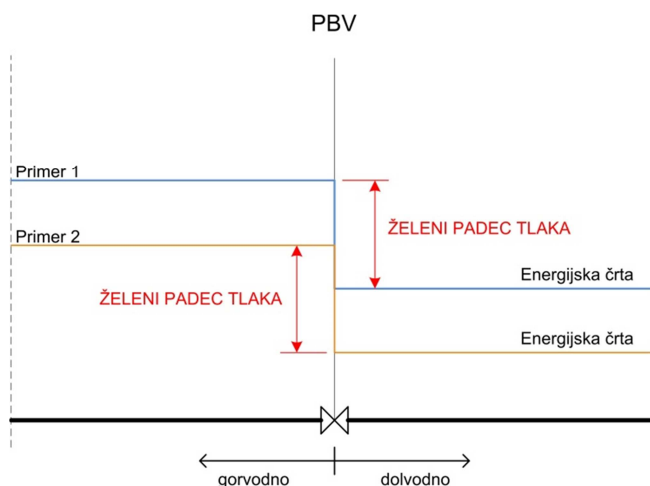 PBV
Primer 1
ŽELENI PADEC TLAKA
Primer 2
Energijska črta
ŽELENI PADEC TLAKA
Energijska črta
gorvodno
dolvodno